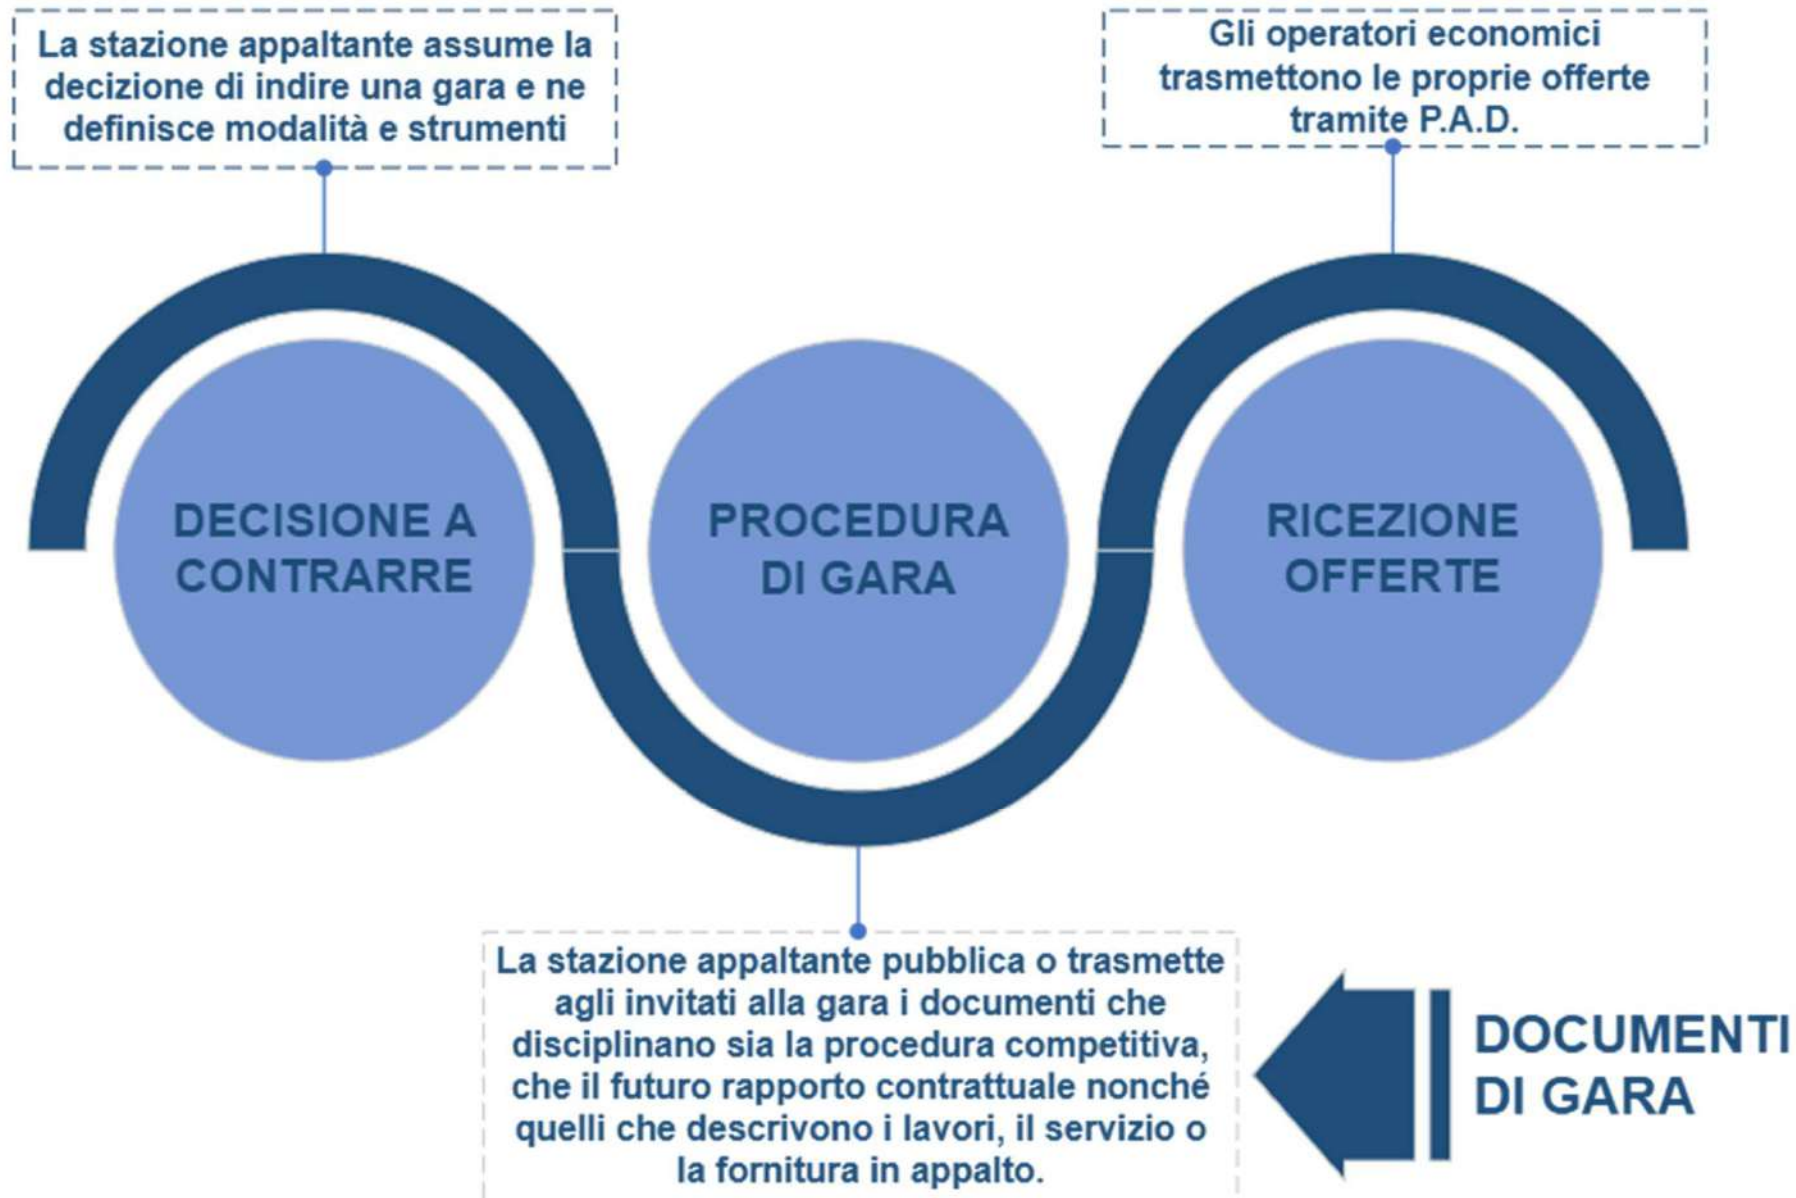 La stazione appaltante assume la
decizione di indire una gara e ne
definisce modalità e strumenti
Gli operatori economici
trasmettono le proprie offerte
tramite P.A.D.
DECISIONE A
CONTRARRE
PROCEDURA
DI GARA
RICEZIONE
OFFERTE
La stazione appaltante pubblica o trasmette
agli invitati alla gara i documenti che
disciplinano sia la procedura competitiva,
che il futuro rapporto contrattuale nonché
quelli che descrivono i lavori, il servizio o
la fornitura in appalto.
DOCUMENTI
DI GARA